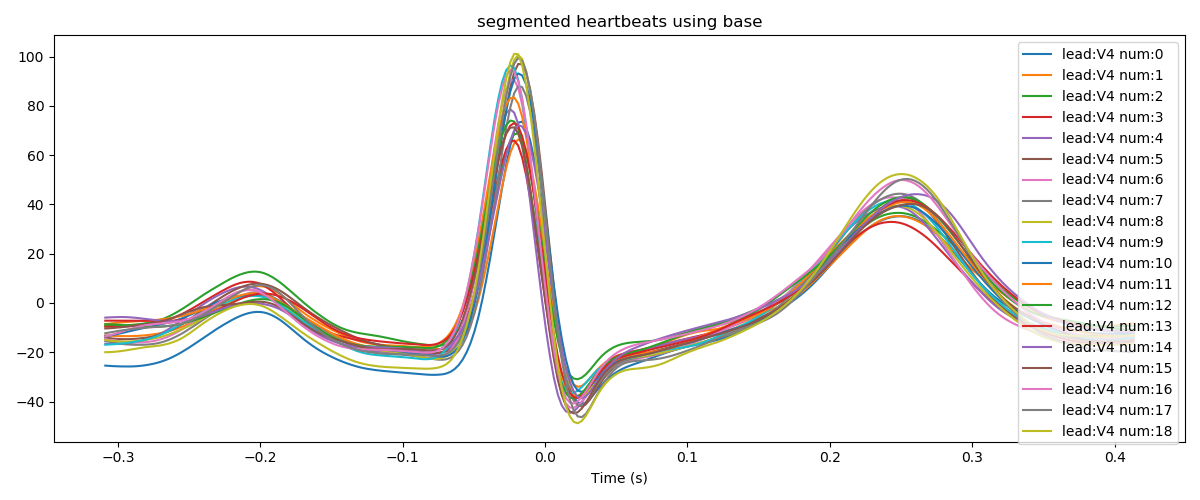 segmented heartbeats using base
100
80
60
40
20
0
−20
−40
−0.3
−0.2
−0.1
0.0
0.1
0.2
0.3
0.4
Time (s)
lead:V4 num:0
lead:V4 num:1
lead:V4 num:2
lead:V4 num:3
lead:V4 num:4
lead:V4 num:5
lead:V4 num:6
lead:V4 num:7
lead:V4 num:8
lead:V4 num:9
lead:V4 num:10
lead:V4 num:11
lead:V4 num:12
lead:V4 num:13
lead:V4 num:14
lead:V4 num:15
lead:V4 num:16
lead:V4 num:17
lead:V4 num:18